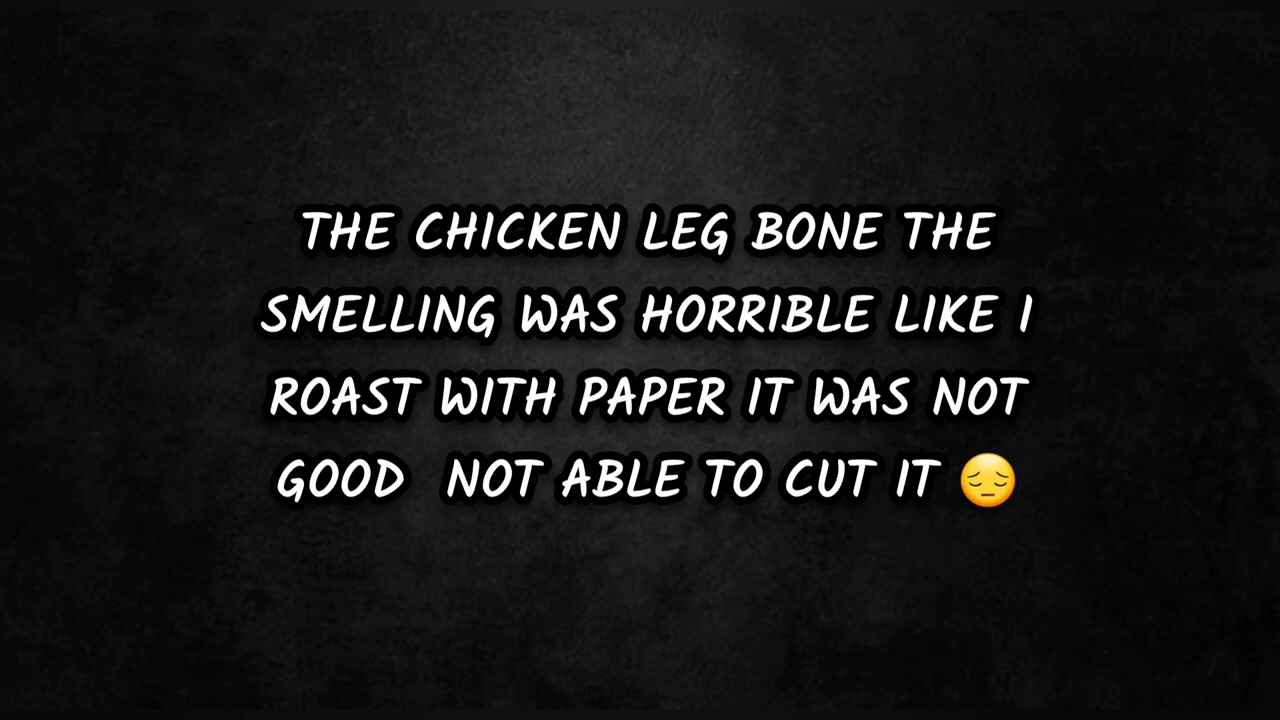 THE CHICKEN LEG BONE THE
SMELLING WAS HORRIBLE LIKE I
ROAST WITH PAPER IT WAS NOT
GOOD  NOT ABLE TO CUT IT 😔